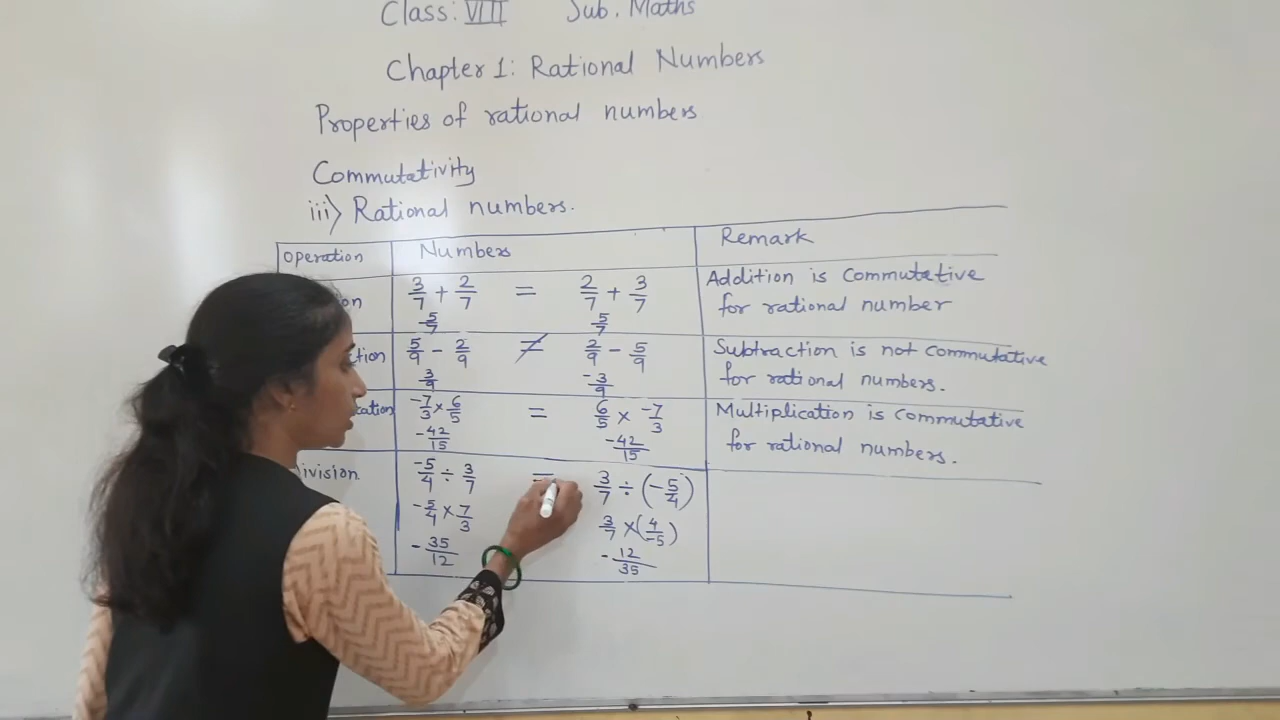 Class: VIII Sub. Maths
Chapter 1: Rational Numbers
Properties of rational numbers
Commutativity
iii) Rational numbers.
Operation Numbers Remark
on 3/7 + 2/7 = 2/7 + 3/7 Addition is Commutative
5/7 5/7 for rational number
ction 5/9 - 2/9 ≠ 2/9 - 5/9 Subtraction is not commutative
3/9 -3/9 for rational numbers.
cation -7/3 × 6/5 = 6/5 × -7/3 Multiplication is commutative
-42/15 -42/15 for rational numbers.
ivision -5/4 ÷ 3/7 = 3/7 ÷ (-5/4)
-5/4 × 7/3 3/7 × (4/-5)
-35/12 -12/35